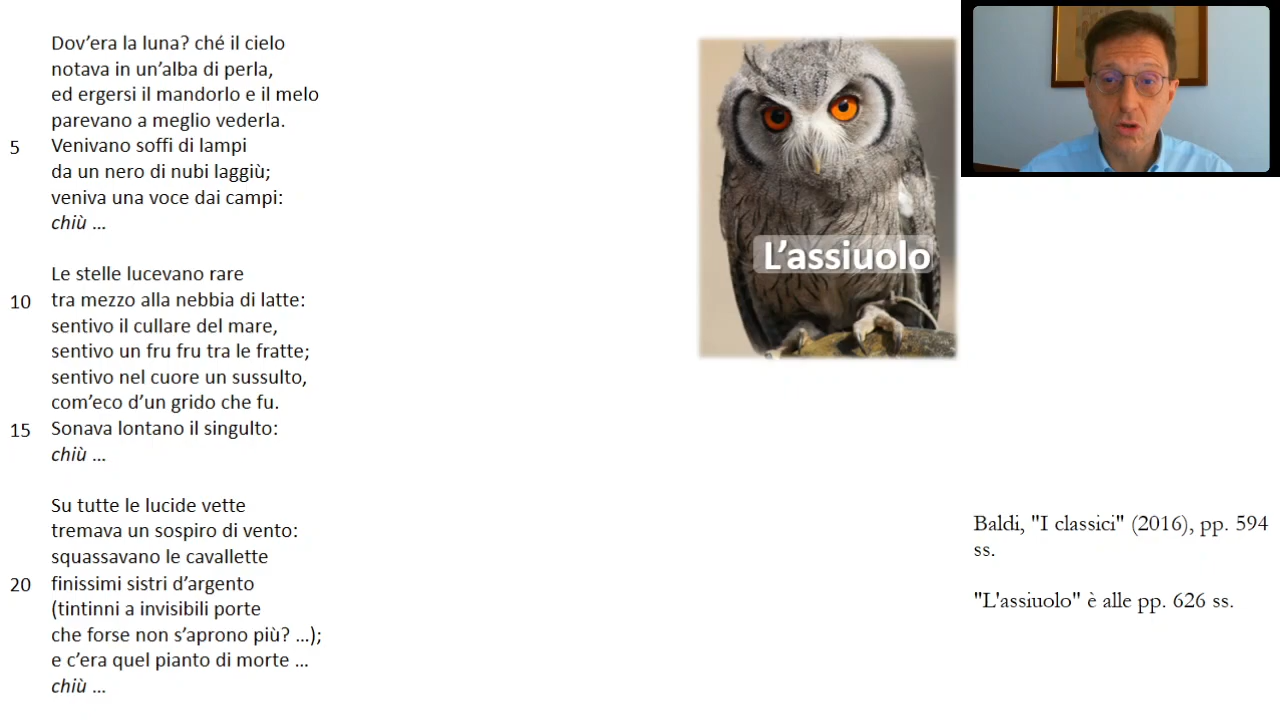 Dov’era la luna? ché il cielo
notava in un’alba di perla,
ed ergersi il mandorlo e il melo
parevano a meglio vederla.
5 Venivano soffi di lampi
da un nero di nubi laggiù;
veniva una voce dai campi:
chiù ...
Le stelle lucevano rare
10 tra mezzo alla nebbia di latte:
sentivo il cullare del mare,
sentivo un fru fru tra le fratte;
sentivo nel cuore un sussulto,
com’eco d’un grido che fu.
15 Sonava lontano il singulto:
chiù ...
Su tutte le lucide vette
tremava un sospiro di vento:
squassavano le cavallette
20 finissimi sistri d’argento
(tintinni a invisibili porte
che forse non s’aprono più? ...);
e c’era quel pianto di morte ...
chiù ...
L’assiuolo
Baldi, "I classici" (2016), pp. 594
ss.
"L'assiuolo" è alle pp. 626 ss.